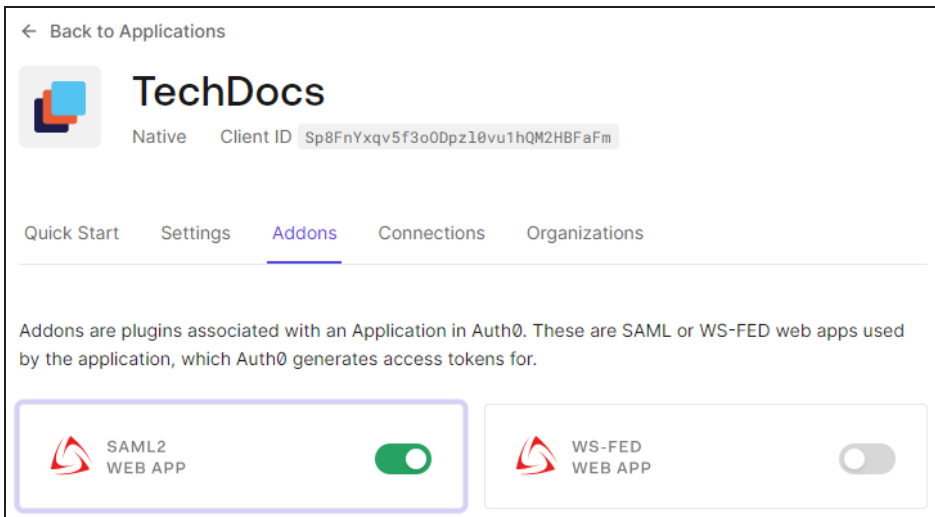 ← Back to Applications
TechDocs
Native Client ID Sp8FnYxqv5f3oODpzl0vu1hQM2HBFaFm
Quick Start Settings Addons Connections Organizations
Addons are plugins associated with an Application in Auth0. These are SAML or WS-FED web apps used
by the application, which Auth0 generates access tokens for.
SAML2
WEB APP
WS-FED
WEB APP